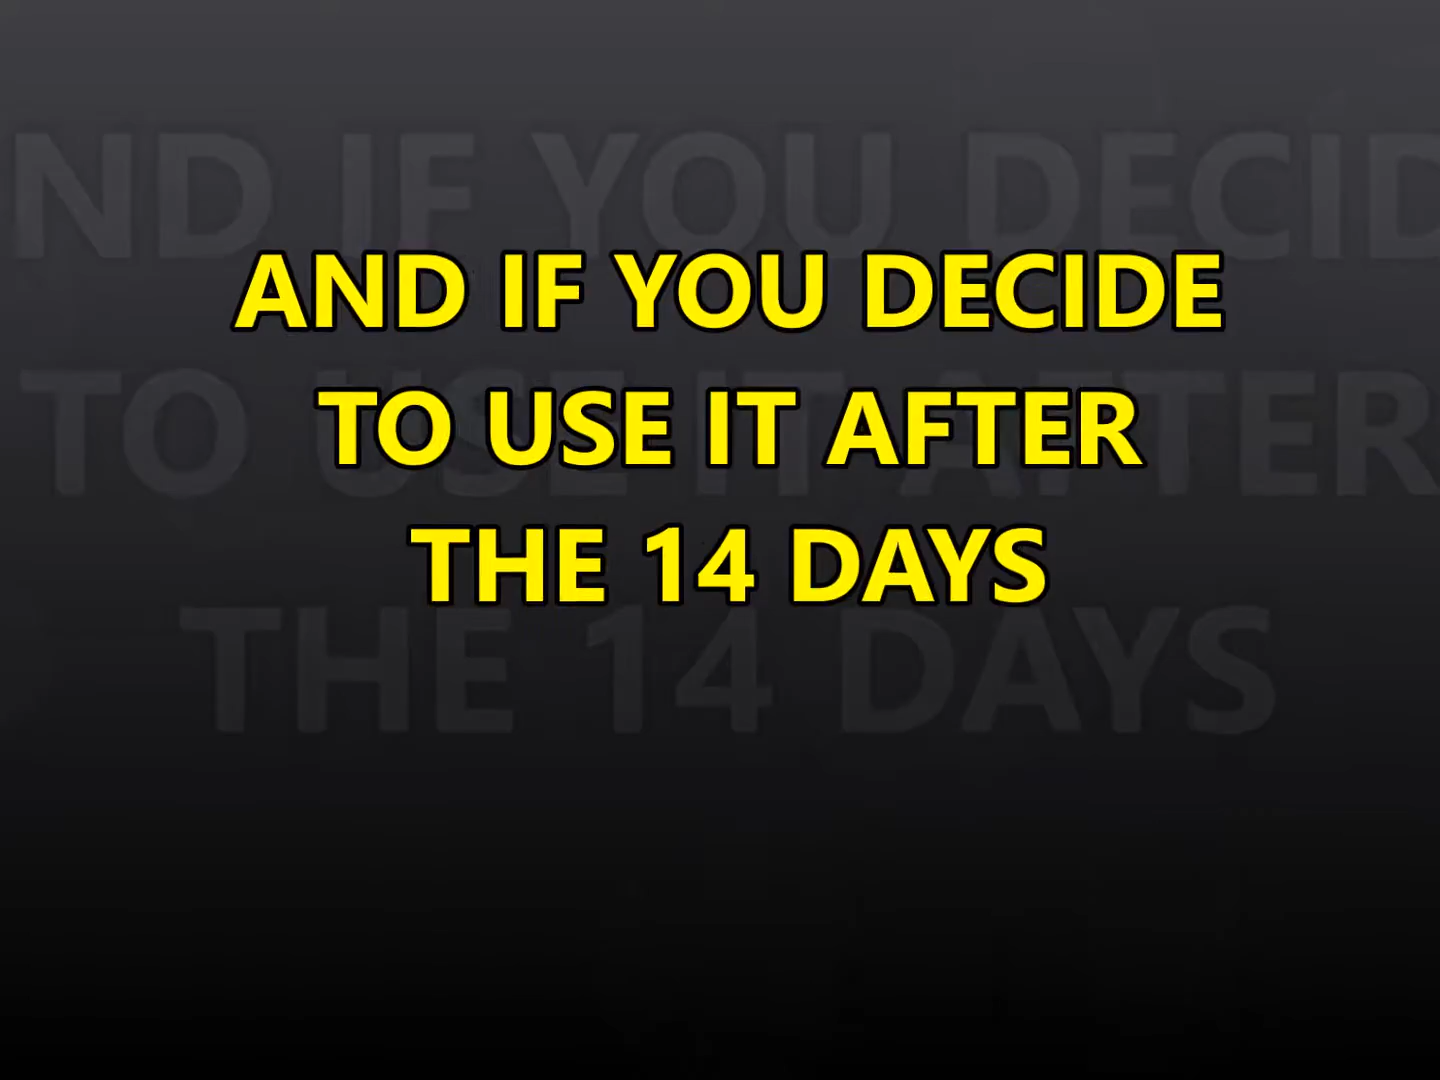 AND IF YOU DECIDE
TO USE IT AFTER
THE 14 DAYS